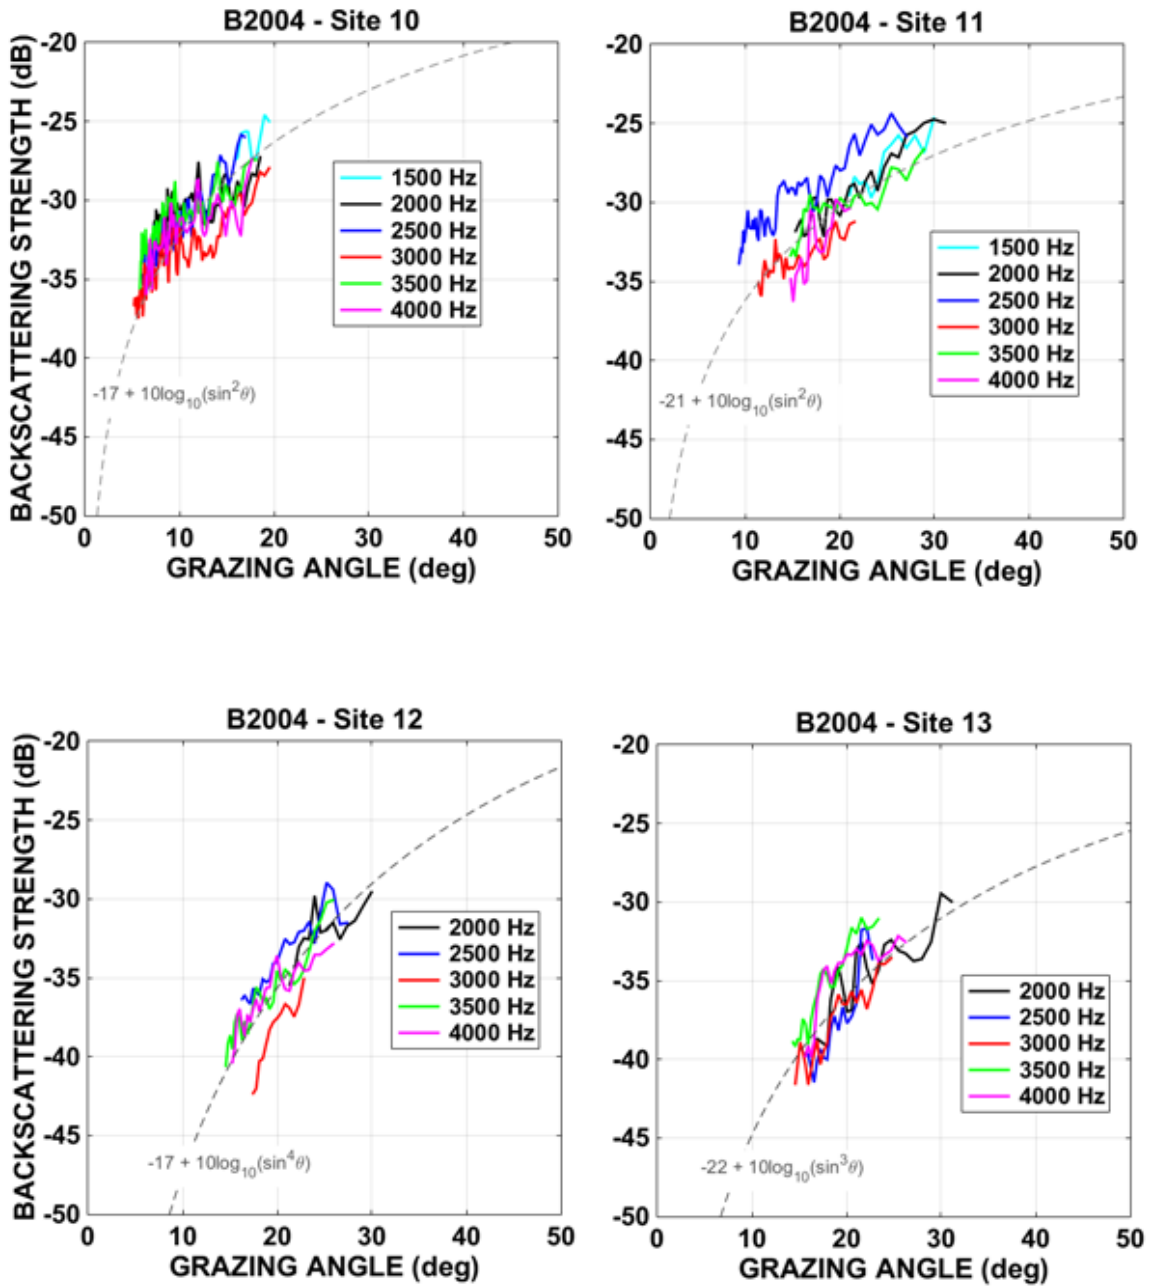 B2004 - Site 10
BACKSCATTERING STRENGTH (dB)
-20
-25
-30
-35
-40
-45
-50
1500 Hz
2000 Hz
2500 Hz
3000 Hz
3500 Hz
4000 Hz
-17 + 10log₁₀(sin²θ)
0 10 20 30 40 50
GRAZING ANGLE (deg)
B2004 - Site 11
-20
-25
-30
-35
-40
-45
-50
1500 Hz
2000 Hz
2500 Hz
3000 Hz
3500 Hz
4000 Hz
-21 + 10log₁₀(sin²θ)
0 10 20 30 40 50
GRAZING ANGLE (deg)
B2004 - Site 12
BACKSCATTERING STRENGTH (dB)
-20
-25
-30
-35
-40
-45
-50
2000 Hz
2500 Hz
3000 Hz
3500 Hz
4000 Hz
-17 + 10log₁₀(sin⁴θ)
0 10 20 30 40 50
GRAZING ANGLE (deg)
B2004 - Site 13
-20
-25
-30
-35
-40
-45
-50
2000 Hz
2500 Hz
3000 Hz
3500 Hz
4000 Hz
-22 + 10log₁₀(sin³θ)
0 10 20 30 40 50
GRAZING ANGLE (deg)